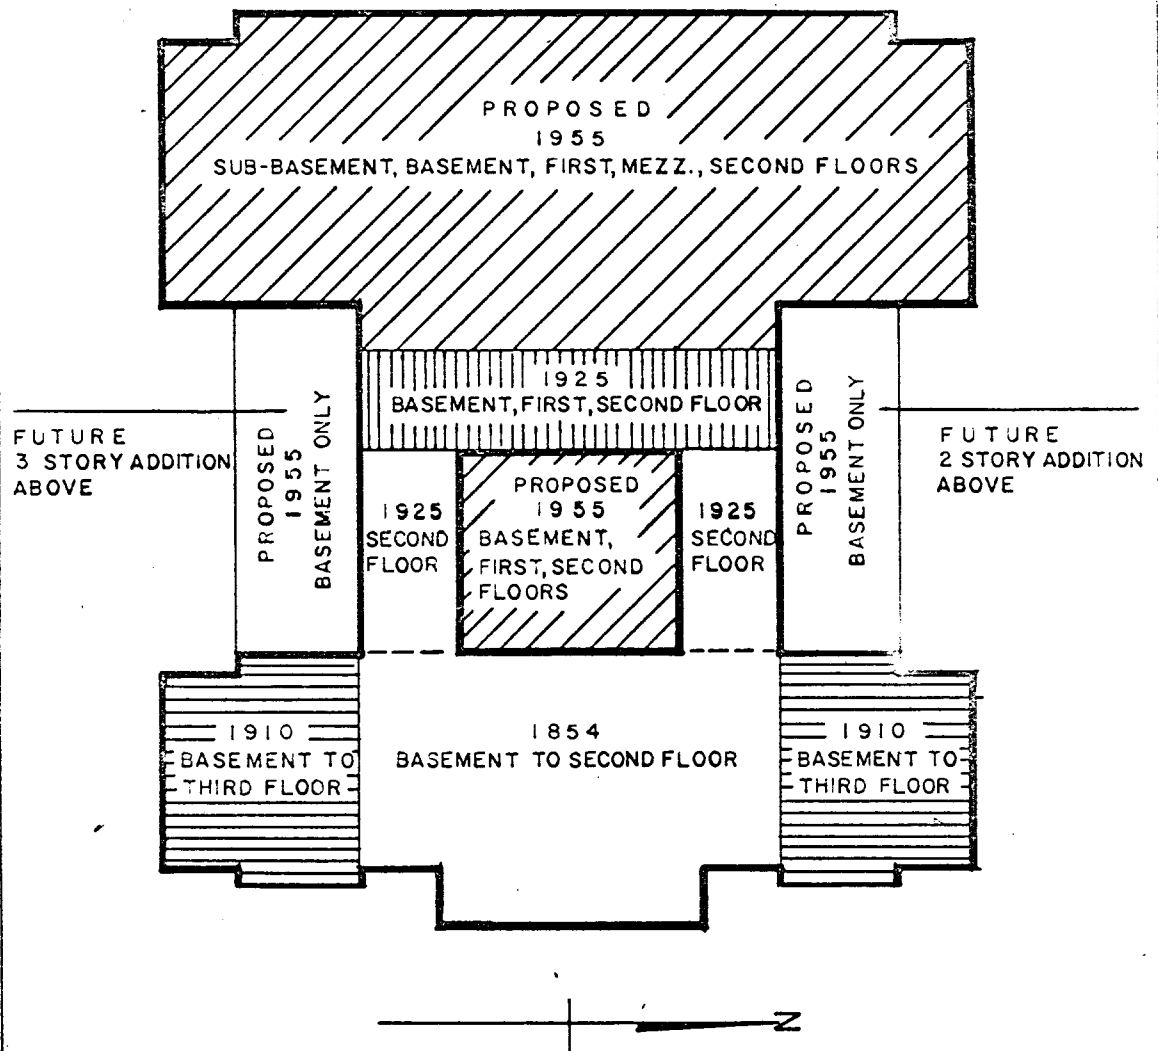 PROPOSED
1955
SUB-BASEMENT, BASEMENT, FIRST, MEZZ., SECOND FLOORS
1925
BASEMENT, FIRST, SECOND FLOOR
PROPOSED
1955
BASEMENT ONLY
PROPOSED
1955
BASEMENT ONLY
FUTURE
3 STORY ADDITION
ABOVE
FUTURE
2 STORY ADDITION
ABOVE
1925
SECOND
FLOOR
PROPOSED
1955
BASEMENT,
FIRST, SECOND
FLOORS
1925
SECOND
FLOOR
1910
BASEMENT TO
THIRD FLOOR
1854
BASEMENT TO SECOND FLOOR
1910
BASEMENT TO
THIRD FLOOR
N